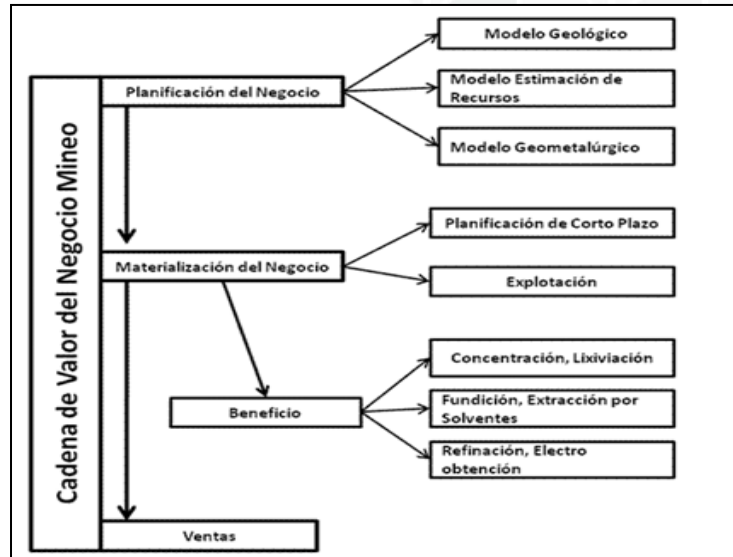 Cadena de Valor del Negocio Mineo
Planificación del Negocio
Modelo Geológico
Modelo Estimación de
Recursos
Modelo Geometalúrgico
Materialización del Negocio
Planificación de Corto Plazo
Explotación
Beneficio
Concentración, Lixiviación
Fundición, Extracción por
Solventes
Refinación, Electro
obtención
Ventas